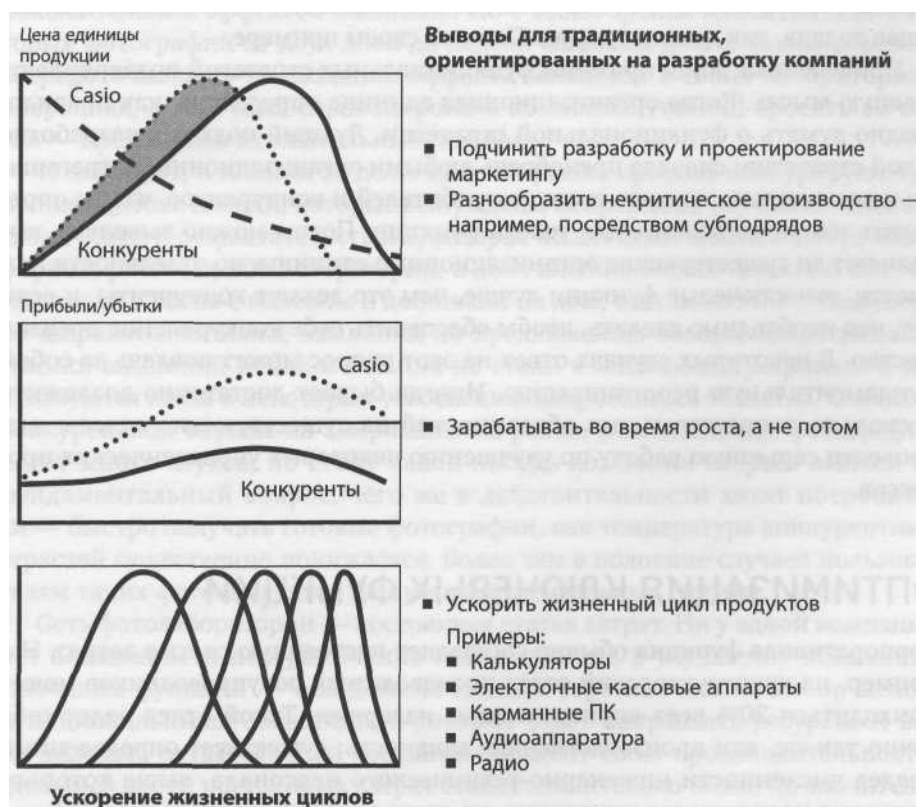 Цена единицы
продукции
Casio
Конкуренты
Выводы для традиционных,
ориентированных на разработку компаний
■ Подчинить разработку и проектирование
маркетингу
■ Разнообразить некритическое производство –
например, посредством субподрядов
Прибыли/убытки
Casio
Конкуренты
■ Зарабатывать во время роста, а не потом
Ускорение жизненных циклов
■ Ускорить жизненный цикл продуктов
Примеры:
■ Калькуляторы
■ Электронные кассовые аппараты
■ Карманные ПК
■ Аудиоаппаратура
■ Радио